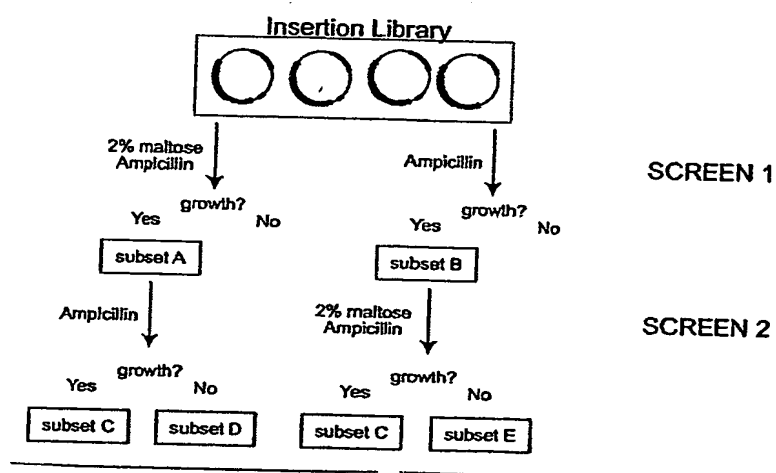 Insertion Library
2% maltose
Ampicillin
Ampicillin
SCREEN 1
growth?
Yes
No
growth?
Yes
No
subset A
subset B
Ampicillin
2% maltose
Ampicillin
SCREEN 2
growth?
Yes
No
growth?
Yes
No
subset C
subset D
subset C
subset E